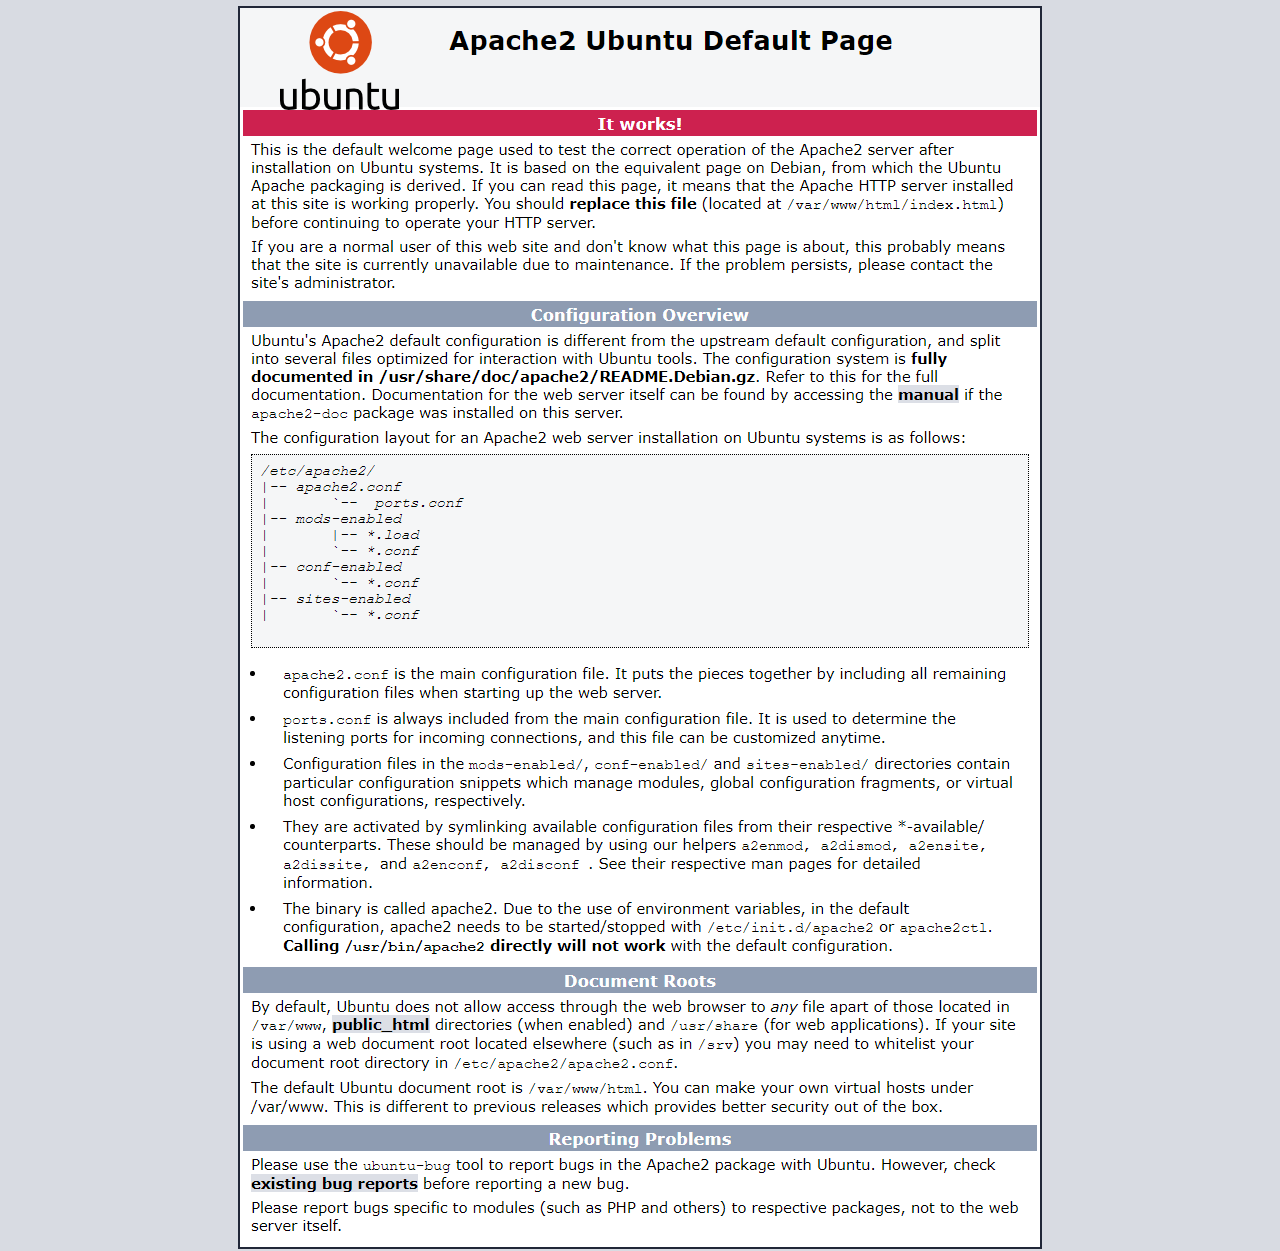 ubuntu
Apache2 Ubuntu Default Page
It works!
This is the default welcome page used to test the correct operation of the Apache2 server after
installation on Ubuntu systems. It is based on the equivalent page on Debian, from which the Ubuntu
Apache packaging is derived. If you can read this page, it means that the Apache HTTP server installed
at this site is working properly. You should replace this file (located at /var/www/html/index.html)
before continuing to operate your HTTP server.
If you are a normal user of this web site and don't know what this page is about, this probably means
that the site is currently unavailable due to maintenance. If the problem persists, please contact the
site's administrator.
Configuration Overview
Ubuntu's Apache2 default configuration is different from the upstream default configuration, and split
into several files optimized for interaction with Ubuntu tools. The configuration system is fully
documented in /usr/share/doc/apache2/README.Debian.gz. Refer to this for the full
documentation. Documentation for the web server itself can be found by accessing the manual if the
apache2-doc package was installed on this server.
The configuration layout for an Apache2 web server installation on Ubuntu systems is as follows:
/etc/apache2/
|-- apache2.conf
|       `--  ports.conf
|-- mods-enabled
|       |-- *.load
|       `-- *.conf
|-- conf-enabled
|       `-- *.conf
|-- sites-enabled
|       `-- *.conf
• apache2.conf is the main configuration file. It puts the pieces together by including all remaining
configuration files when starting up the web server.
• ports.conf is always included from the main configuration file. It is used to determine the
listening ports for incoming connections, and this file can be customized anytime.
• Configuration files in the mods-enabled/, conf-enabled/ and sites-enabled/ directories contain
particular configuration snippets which manage modules, global configuration fragments, or virtual
host configurations, respectively.
• They are activated by symlinking available configuration files from their respective *-available/
counterparts. These should be managed by using our helpers a2enmod, a2dismod, a2ensite,
a2dissite, and a2enconf, a2disconf . See their respective man pages for detailed
information.
• The binary is called apache2. Due to the use of environment variables, in the default
configuration, apache2 needs to be started/stopped with /etc/init.d/apache2 or apache2ctl.
Calling /usr/bin/apache2 directly will not work with the default configuration.
Document Roots
By default, Ubuntu does not allow access through the web browser to any file apart of those located in
/var/www, public_html directories (when enabled) and /usr/share (for web applications). If your site
is using a web document root located elsewhere (such as in /srv) you may need to whitelist your
document root directory in /etc/apache2/apache2.conf.
The default Ubuntu document root is /var/www/html. You can make your own virtual hosts under
/var/www. This is different to previous releases which provides better security out of the box.
Reporting Problems
Please use the ubuntu-bug tool to report bugs in the Apache2 package with Ubuntu. However, check
existing bug reports before reporting a new bug.
Please report bugs specific to modules (such as PHP and others) to respective packages, not to the web
server itself.